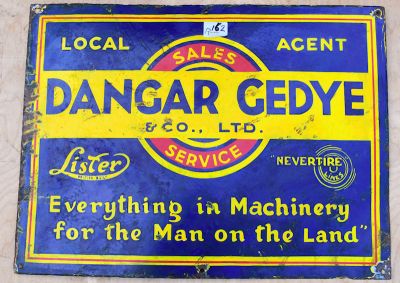 162
LOCAL AGENT
SALES
DANGAR GEDYE
& CO., LTD.
SERVICE
Lister
"NEVERTIRE"
LINES
"Everything in Machinery
for the Man on the Land"